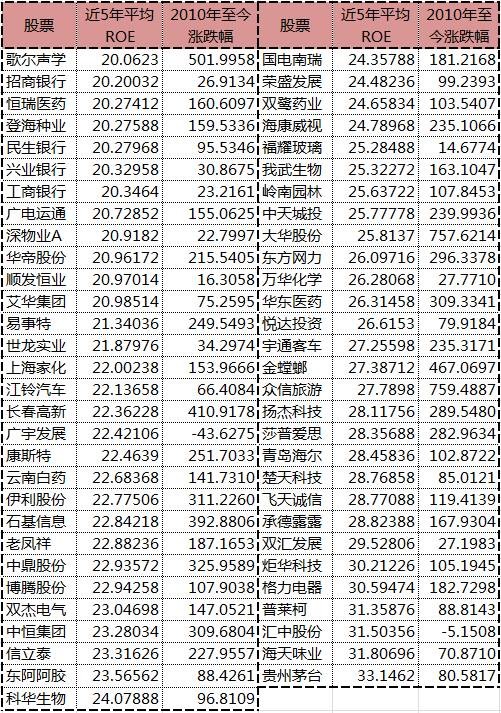 股票 近5年平均ROE 2010年至今涨跌幅 股票 近5年平均ROE 2010年至今涨跌幅
歌尔声学 20.0623 501.9958 国电南瑞 24.35788 181.2168
招商银行 20.20032 26.9134 荣盛发展 24.48236 99.2393
恒瑞医药 20.27412 160.6097 双鹭药业 24.65834 103.5407
登海种业 20.27588 159.5336 海康威视 24.78968 235.1066
民生银行 20.27968 95.5346 福耀玻璃 25.28488 14.6774
兴业银行 20.32958 30.8675 我武生物 25.32272 163.1047
工商银行 20.3464 23.2161 岭南园林 25.63722 107.8453
广电运通 20.72852 155.0625 中天城投 25.77778 239.9936
深物业A 20.9182 22.7997 大华股份 25.8137 757.6214
华帝股份 20.96172 215.5405 东方网力 26.09716 296.3378
顺发恒业 20.97014 16.3058 万华化学 26.28068 27.7710
艾华集团 20.98514 75.2595 华东医药 26.31458 309.3341
易事特 21.34036 249.5493 悦达投资 26.6153 79.9184
世龙实业 21.87976 34.2974 宇通客车 27.25598 235.3171
上海家化 22.00238 153.9666 金螳螂 27.38712 467.0697
江铃汽车 22.13658 66.4084 众信旅游 27.7898 759.4887
长春高新 22.36228 410.9178 扬杰科技 28.11756 289.5480
广宇发展 22.42106 -43.6275 莎普爱思 28.35688 282.9634
康斯特 22.4639 251.7033 青岛海尔 28.45836 102.8722
云南白药 22.68368 141.7310 楚天科技 28.76858 85.0121
伊利股份 22.77506 311.2260 飞天诚信 28.77088 119.4139
石基信息 22.84218 392.8806 承德露露 28.82388 167.9304
老凤祥 22.88236 187.1653 双汇发展 29.52806 27.1983
中鼎股份 22.93572 325.9589 炬华科技 30.21226 105.1945
博腾股份 22.94258 107.9038 格力电器 30.59474 182.7298
双杰电气 23.04698 147.0521 普莱柯 31.35876 88.8143
中恒集团 23.28034 309.6804 汇中股份 31.50356 -5.1508
信立泰 23.31626 227.9557 海天味业 31.80696 70.8710
东阿阿胶 23.56562 88.4261 贵州茅台 33.1462 80.5817
科华生物 24.07888 96.8109